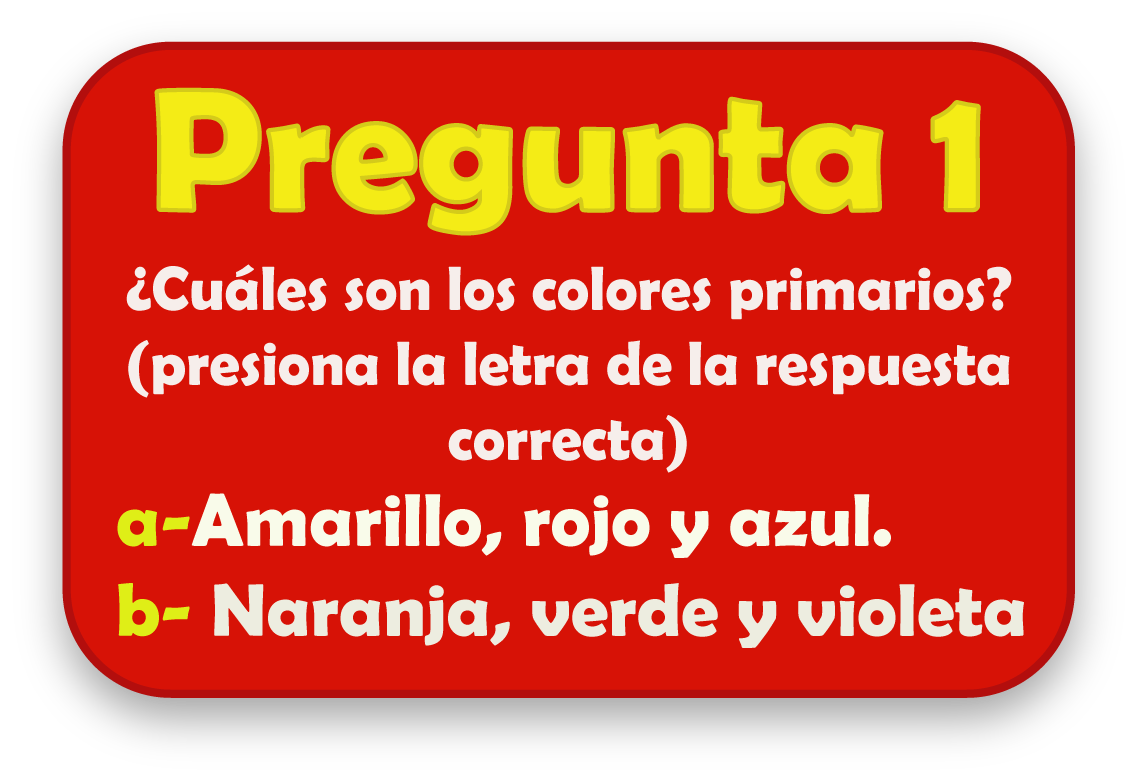 Pregunta 1
¿Cuáles son los colores primarios?
(presiona la letra de la respuesta
correcta)
a-Amarillo, rojo y azul.
b- Naranja, verde y violeta